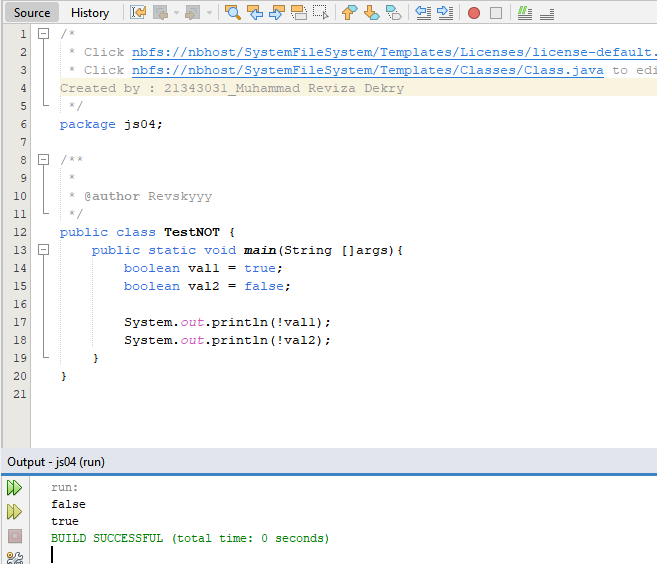 Source History
1 /*
2 * Click nbfs://nbhost/SystemFileSystem/Templates/Licenses/license-default.
3 * Click nbfs://nbhost/SystemFileSystem/Templates/Classes/Class.java to edi
4 Created by : 21343031_Muhammad Reviza Dekry
5 */
6 package js04;
7
8 /**
9 *
10 * @author Revskyyy
11 */
12 public class TestNOT {
13 public static void main(String []args){
14 boolean val1 = true;
15 boolean val2 = false;
16
17 System.out.println(!val1);
18 System.out.println(!val2);
19 }
20 }
21
Output - js04 (run)
run:
false
true
BUILD SUCCESSFUL (total time: 0 seconds)